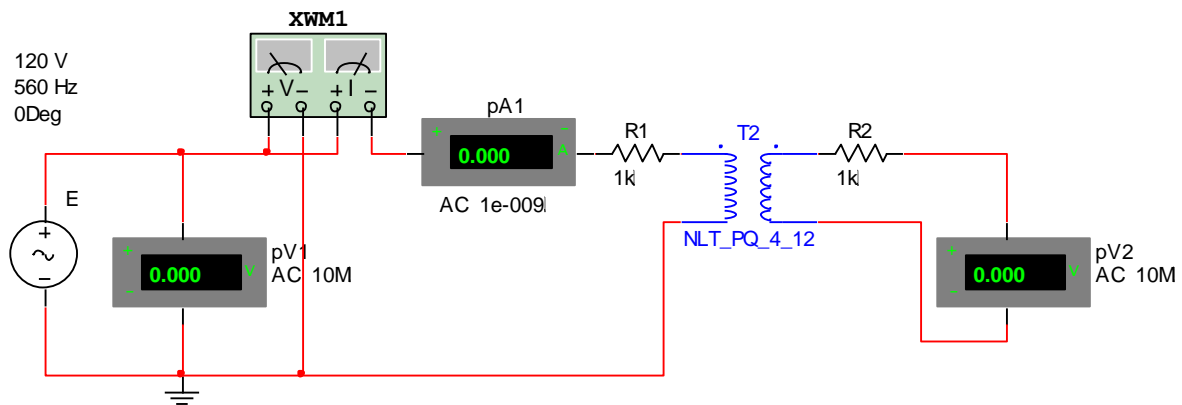 XWM1
120 V
560 Hz
0Deg
+ V − + I −
pA1
+ −
0.000 A
AC 1e-009
R1
1k
T2
NLT_PQ_4_12
R2
1k
E
+
−
pV1
+
0.000 V
−
AC 10M
pV2
+
0.000 V
−
AC 10M